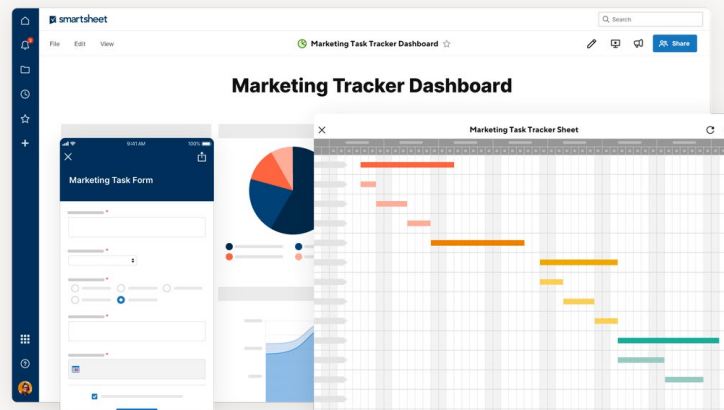 smartsheet
Search
File Edit View
Marketing Task Tracker Dashboard
Share
Marketing Tracker Dashboard
9:41 AM 100%
Marketing Task Form
Marketing Task Tracker Sheet